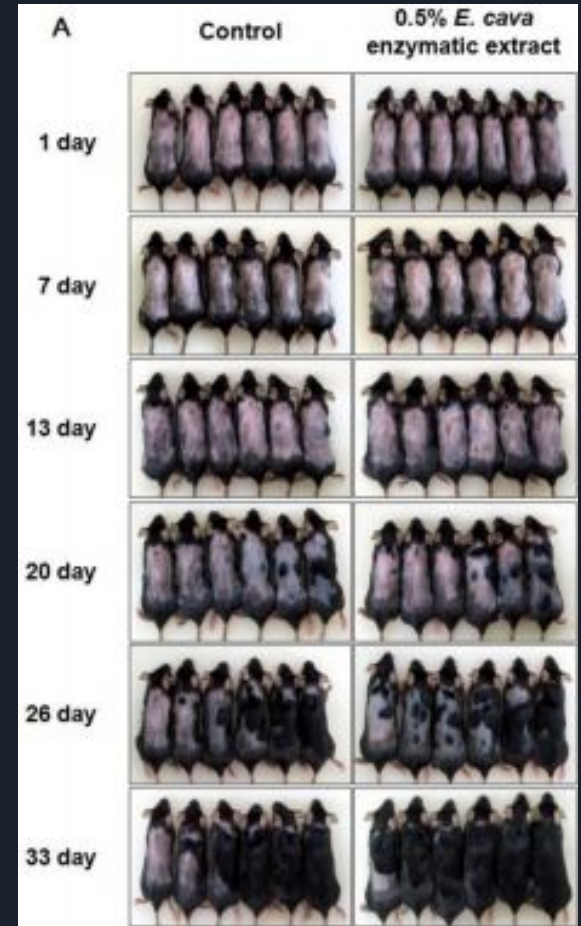 A
Control
0.5% E. cava
enzymatic extract
1 day
7 day
13 day
20 day
26 day
33 day